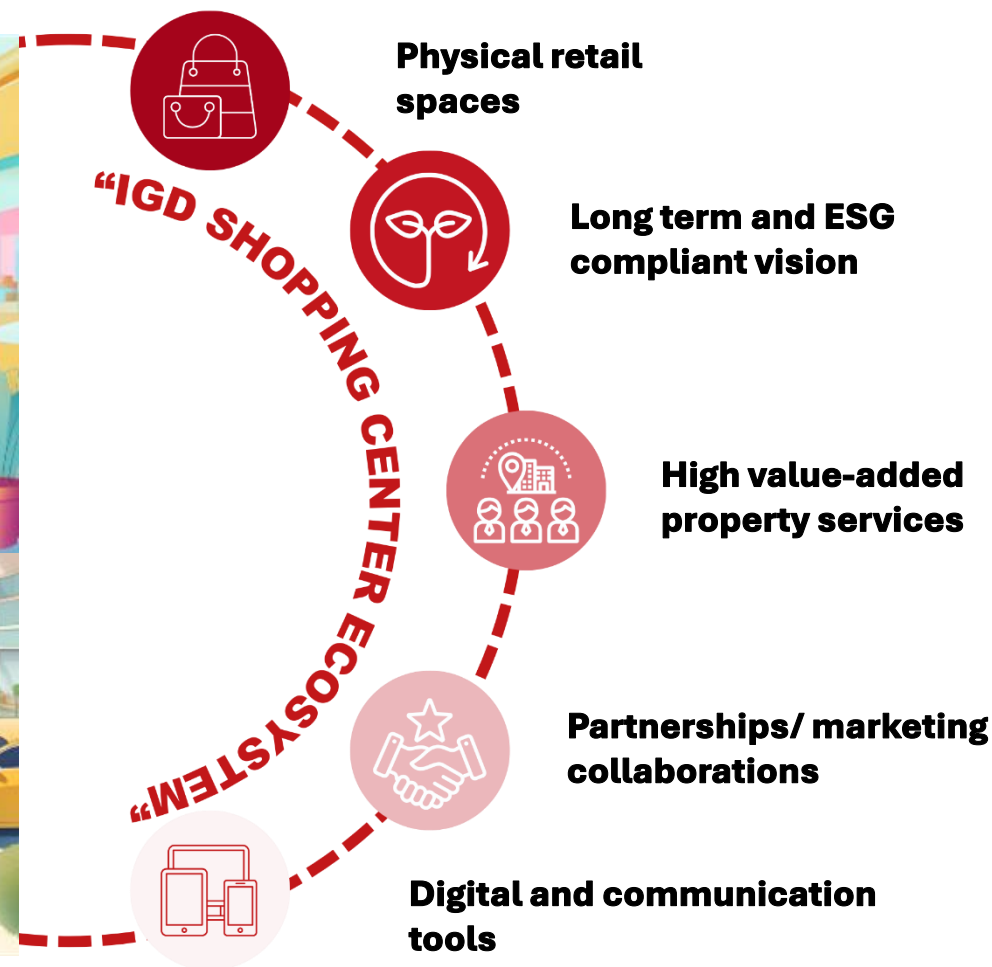 Physical retail
spaces
“IGD SHOPPING CENTER ECOSYSTEM”
Long term and ESG
compliant vision
High value-added
property services
Partnerships/ marketing
collaborations
Digital and communication
tools